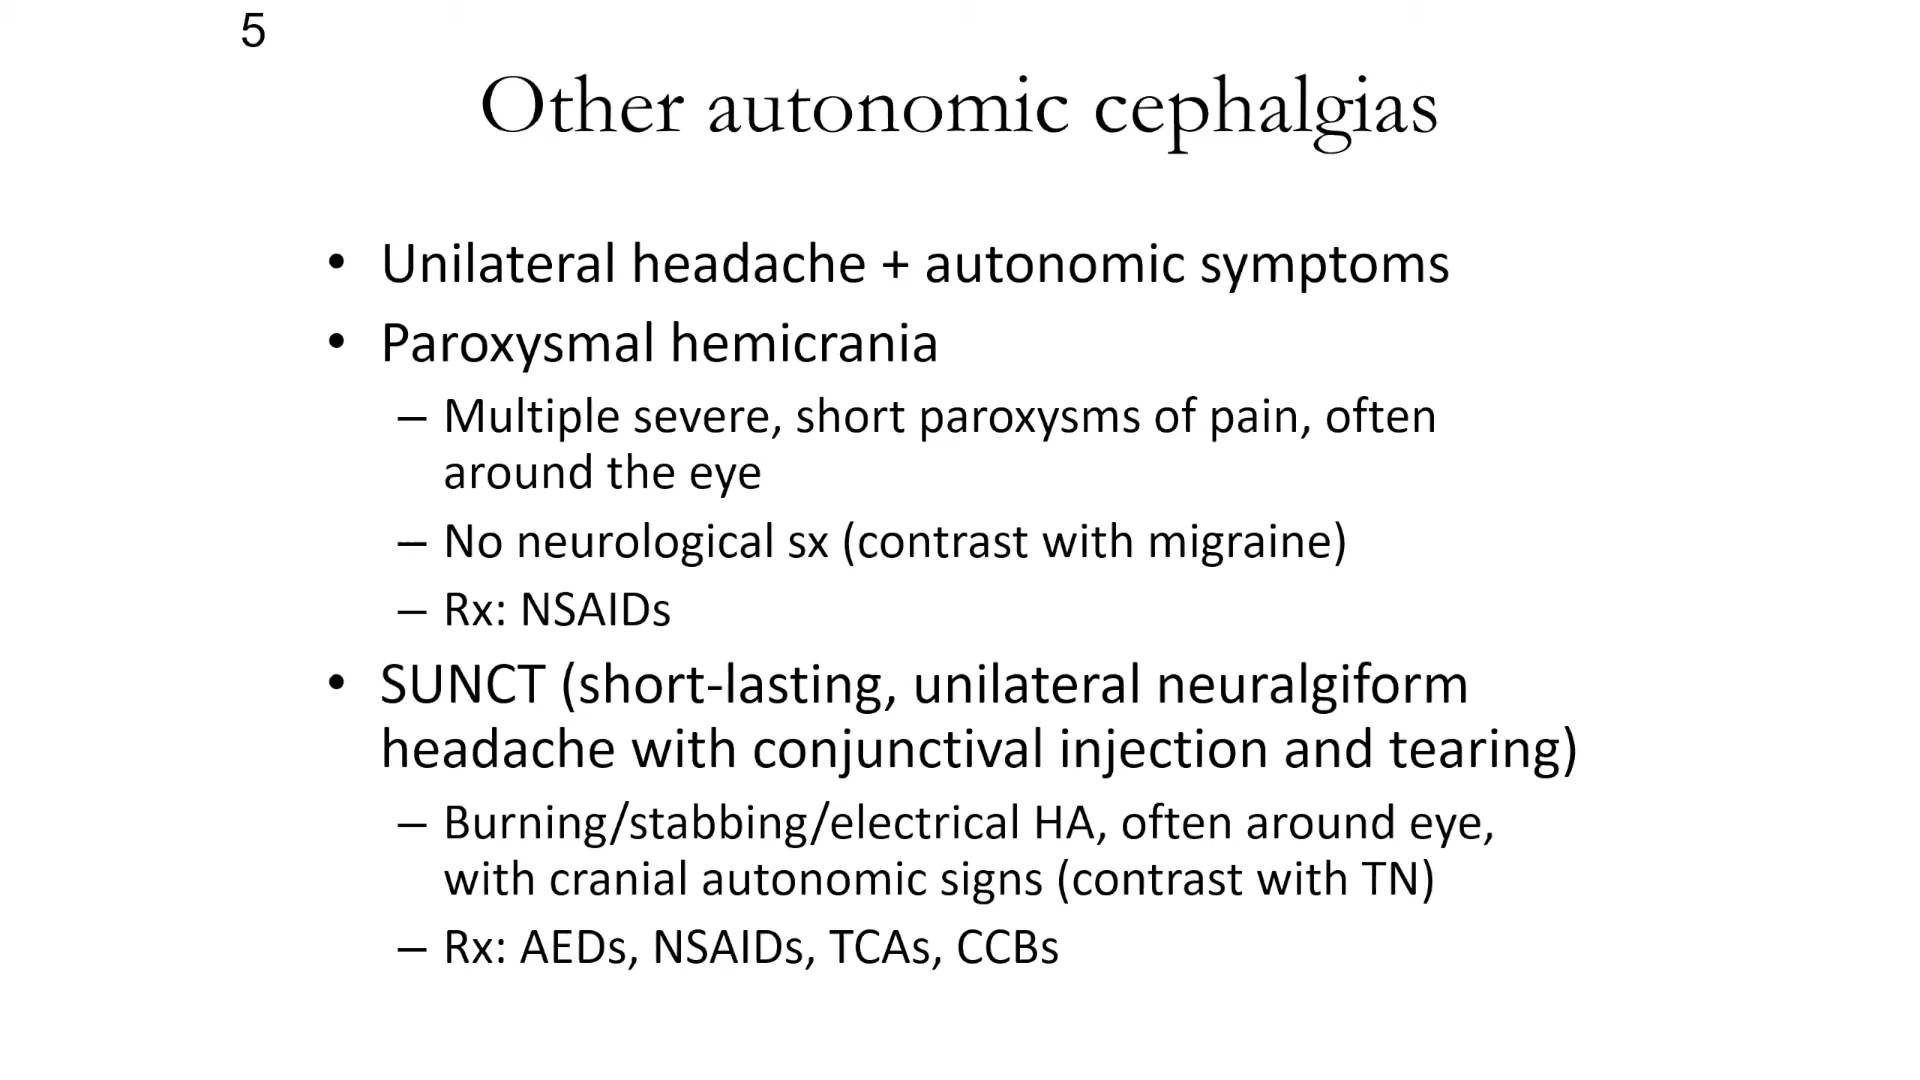 5
Other autonomic cephalgias
• Unilateral headache + autonomic symptoms
• Paroxysmal hemicrania
– Multiple severe, short paroxysms of pain, often
around the eye
– No neurological sx (contrast with migraine)
– Rx: NSAIDs
• SUNCT (short-lasting, unilateral neuralgiform
headache with conjunctival injection and tearing)
– Burning/stabbing/electrical HA, often around eye,
with cranial autonomic signs (contrast with TN)
– Rx: AEDs, NSAIDs, TCAs, CCBs